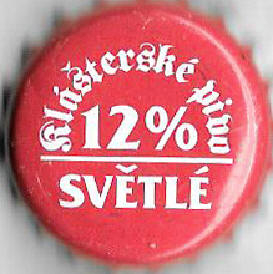 Klášterské pivo
12%
SVĚTLÉ